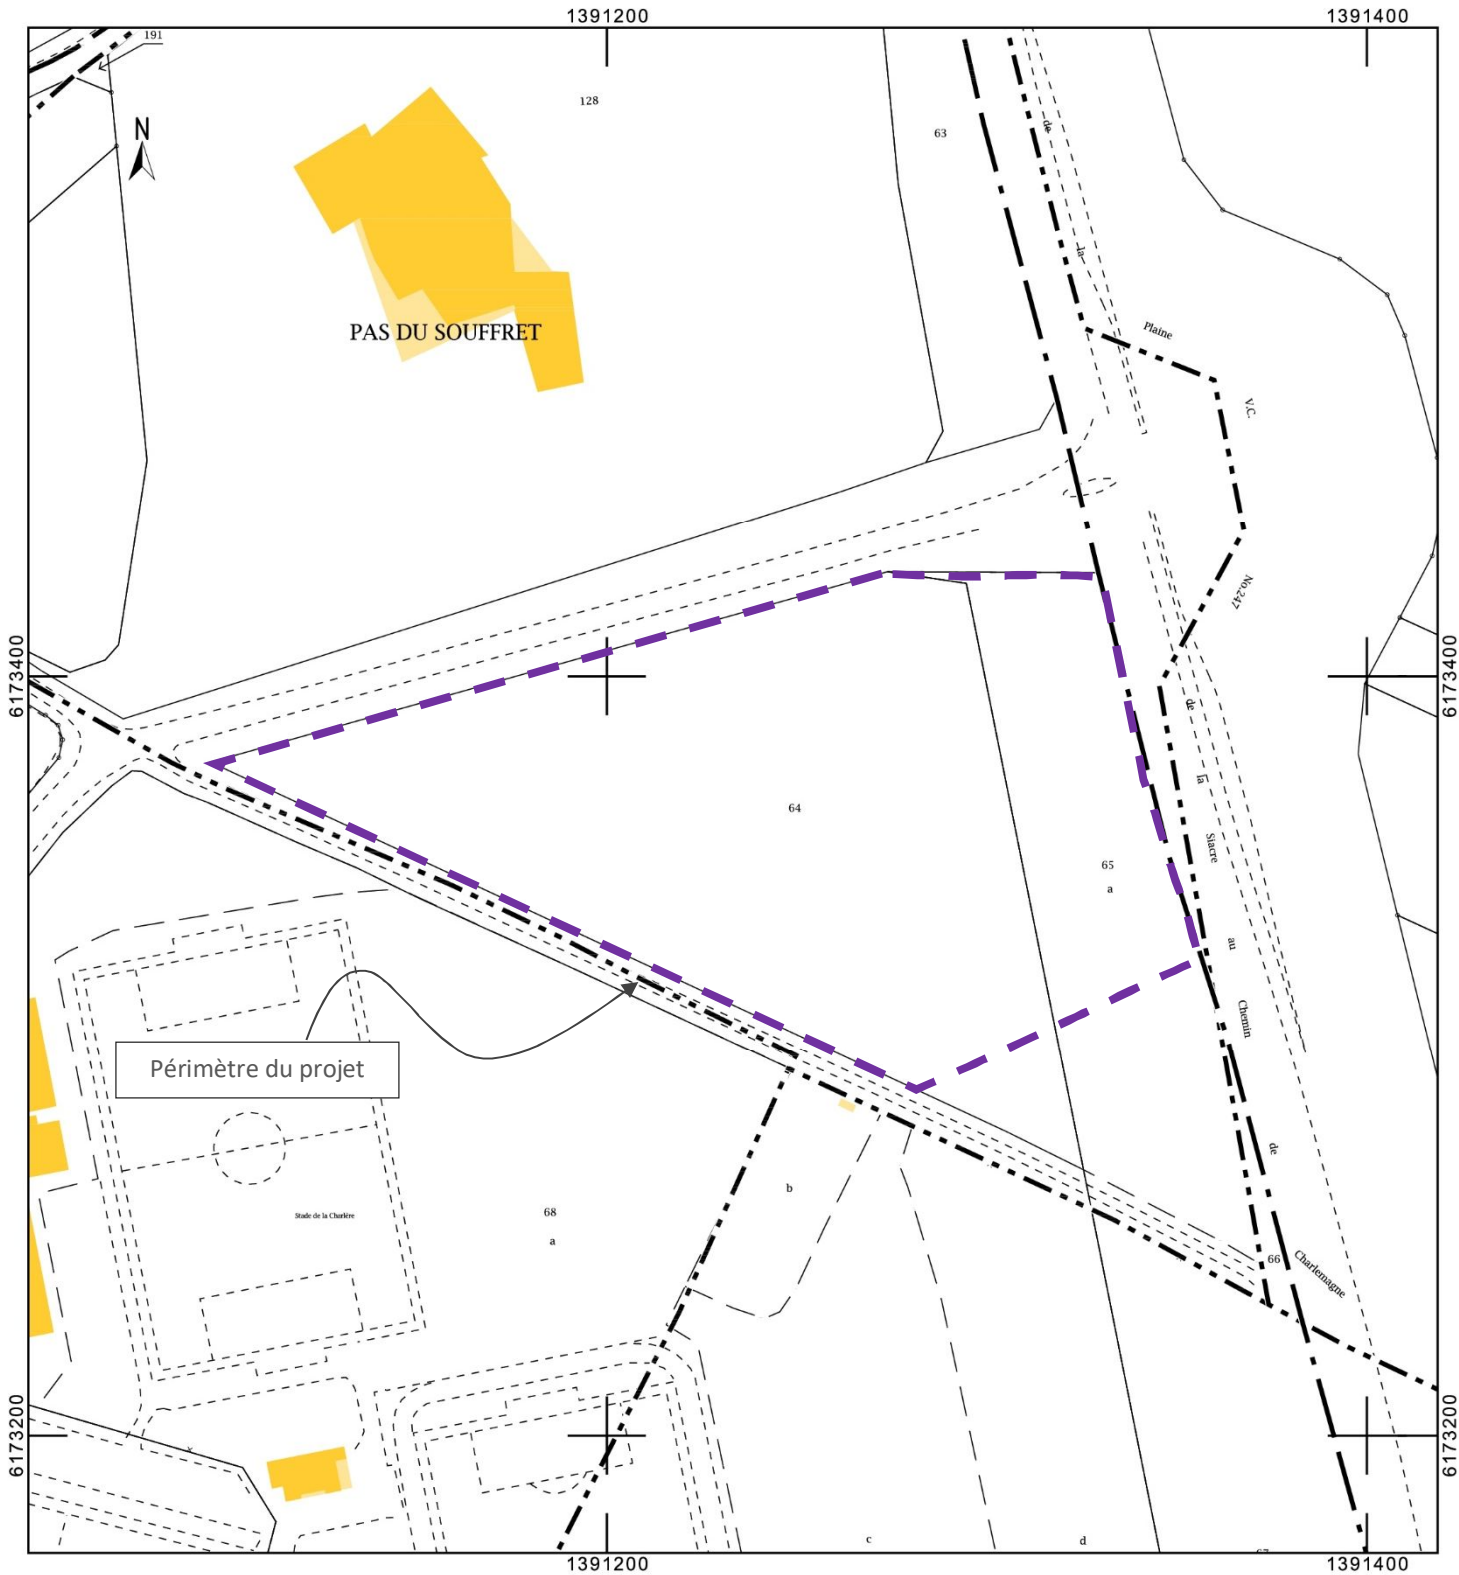 1391200
1391400
191
128
N
63
de
la
PAS DU SOUFFRET
Plaine
V.C.
No.247
6173400
6173400
de
la
64
65
a
Siacre
au
Chemin
Périmètre du projet
de
b
68
a
Stade de la Charlère
66
Charlemagne
6173200
6173200
x
c
d
1391200
1391400